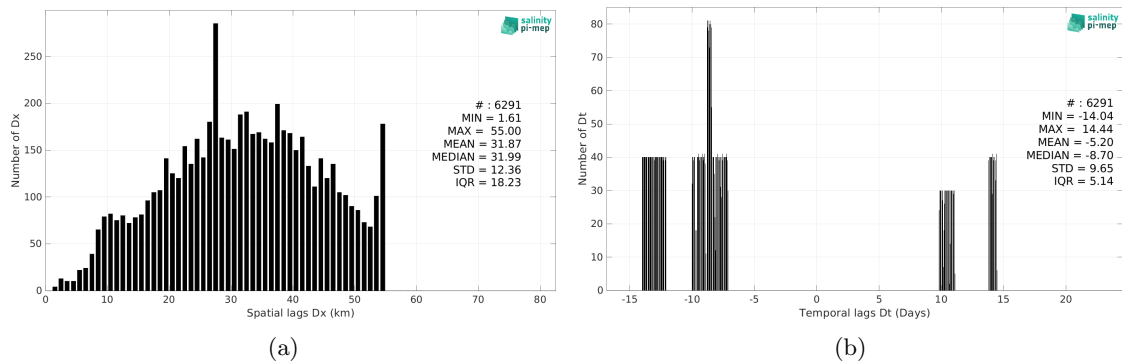 salinity
pi-mep
250
200
150
100
50
0
Number of Dx
# : 6291
MIN = 1.61
MAX = 55.00
MEAN = 31.87
MEDIAN = 31.99
STD = 12.36
IQR = 18.23
0 10 20 30 40 50 60 70 80
Spatial lags Dx (km)
(a)
salinity
pi-mep
80
70
60
50
40
30
20
10
0
Number of Dt
# : 6291
MIN = -14.04
MAX = 14.44
MEAN = -5.20
MEDIAN = -8.70
STD = 9.65
IQR = 5.14
-15 -10 -5 0 5 10 15 20
Temporal lags Dt (Days)
(b)